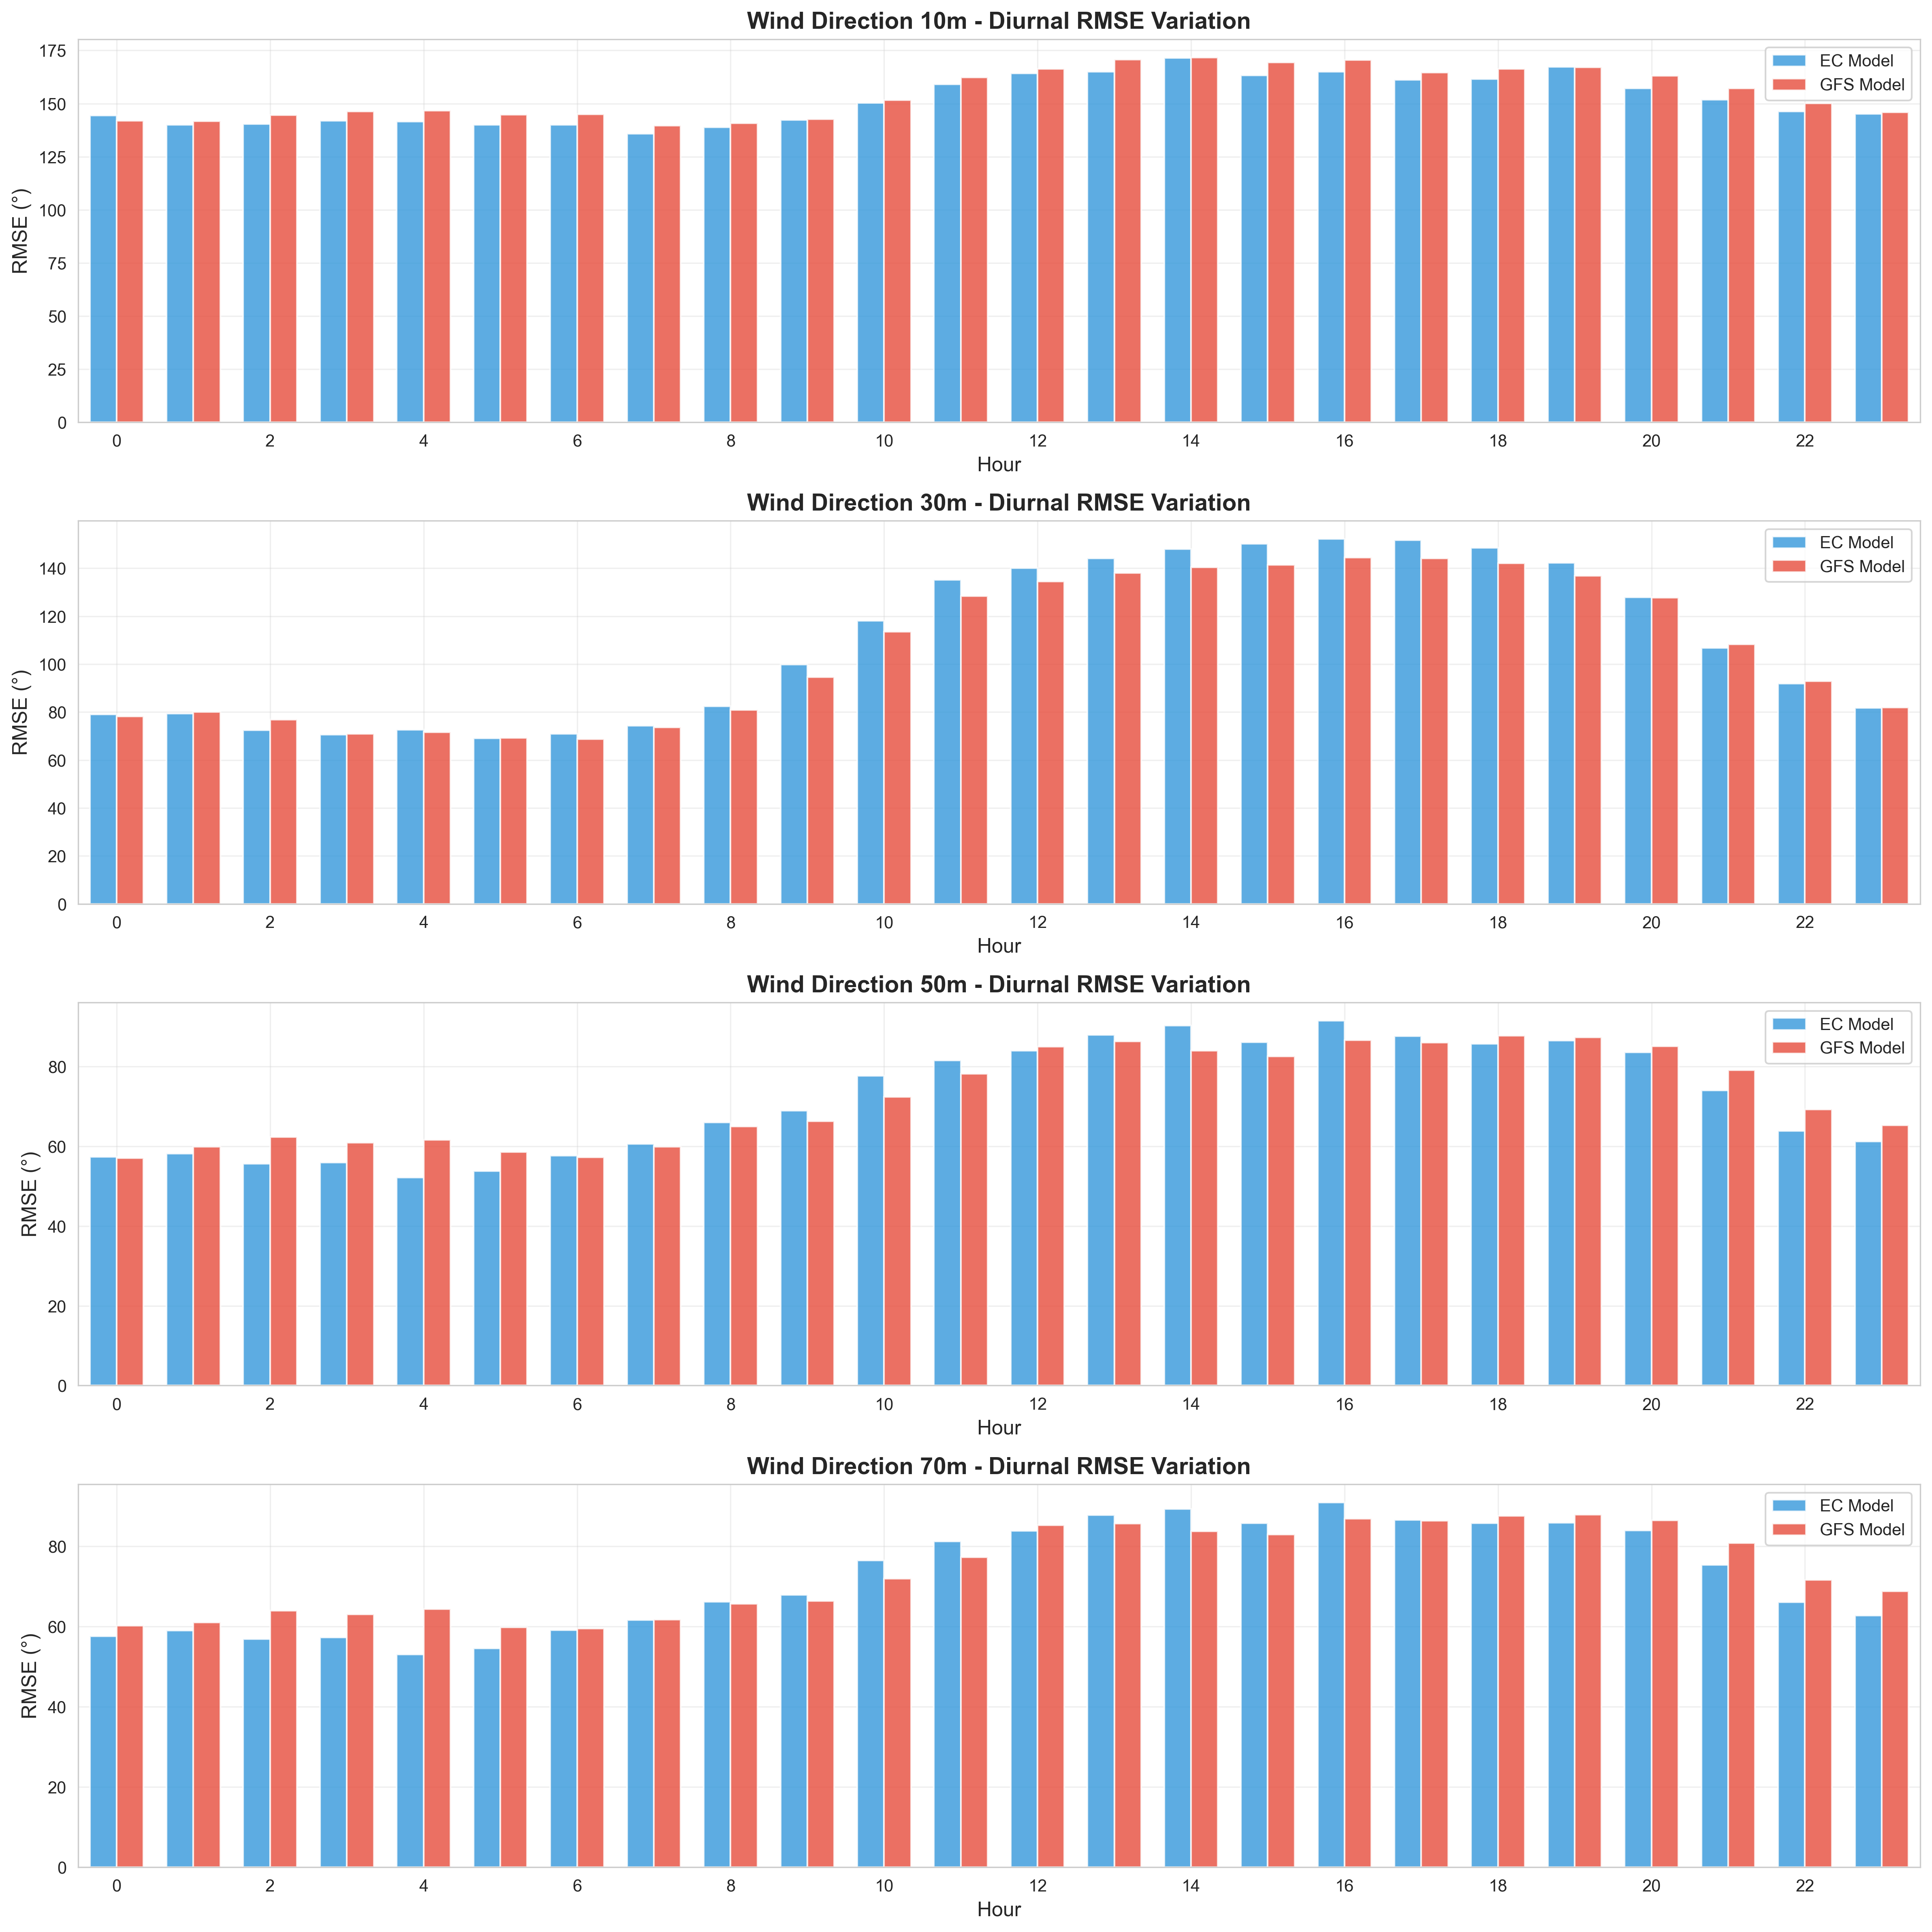 Wind Direction 10m - Diurnal RMSE Variation
EC Model
GFS Model
RMSE (°)
175
150
125
100
75
50
25
0
0 2 4 6 8 10 12 14 16 18 20 22
Hour
Wind Direction 30m - Diurnal RMSE Variation
EC Model
GFS Model
RMSE (°)
140
120
100
80
60
40
20
0
0 2 4 6 8 10 12 14 16 18 20 22
Hour
Wind Direction 50m - Diurnal RMSE Variation
EC Model
GFS Model
RMSE (°)
80
60
40
20
0
0 2 4 6 8 10 12 14 16 18 20 22
Hour
Wind Direction 70m - Diurnal RMSE Variation
EC Model
GFS Model
RMSE (°)
80
60
40
20
0
0 2 4 6 8 10 12 14 16 18 20 22
Hour